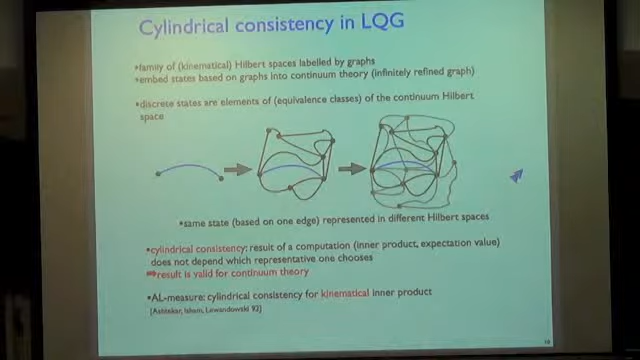 Cylindrical consistency in LQG
•family of (kinematical) Hilbert spaces labelled by graphs
•embed states based on graphs into continuum theory (infinitely refined graph)
•discrete states are elements of (equivalence classes) of the continuum Hilbert
space
•same state (based on one edge) represented in different Hilbert spaces
•cylindrical consistency: result of a computation (inner product, expectation value)
does not depend which representative one chooses
⇒result is valid for continuum theory
•AL-measure: cylindrical consistency for kinematical inner product
[Ashtekar, Isham, Lewandowski 92]